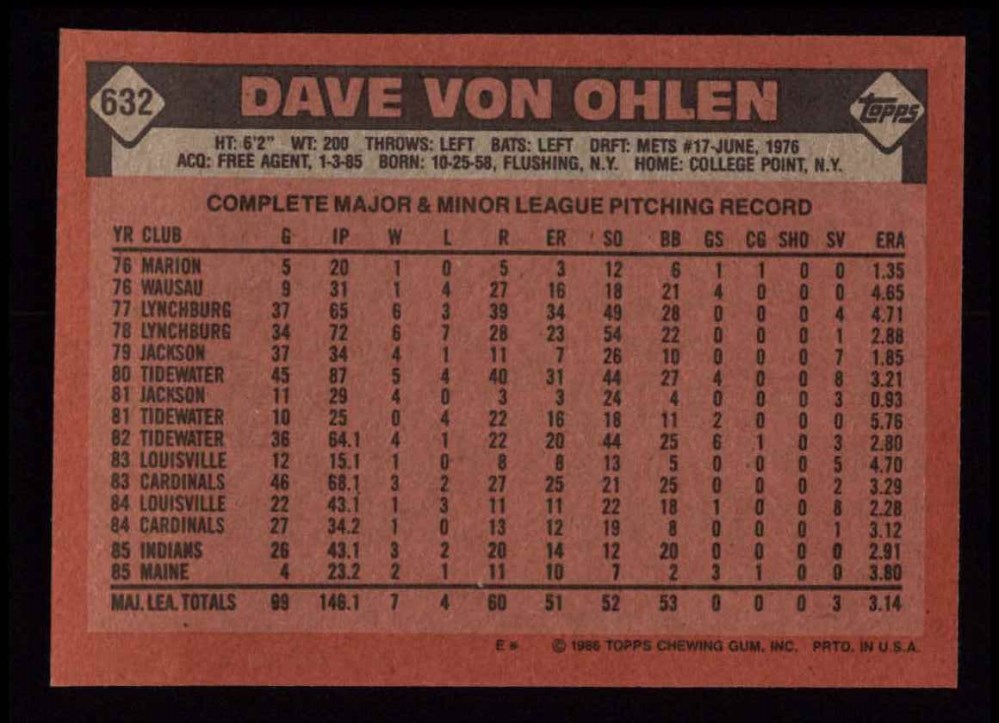 632 DAVE VON OHLEN TOPPS
HT: 6'2" WT: 200 THROWS: LEFT BATS: LEFT DRFT: METS #17-JUNE, 1976
ACQ: FREE AGENT, 1-3-85 BORN: 10-25-58, FLUSHING, N.Y. HOME: COLLEGE POINT, N.Y.
COMPLETE MAJOR & MINOR LEAGUE PITCHING RECORD
YR CLUB G IP W L R ER SO BB GS CG SHO SV ERA
76 MARION 5 20 1 0 5 3 12 6 1 1 0 0 1.35
76 WAUSAU 9 31 1 4 27 16 18 21 4 0 0 0 4.65
77 LYNCHBURG 37 65 6 3 39 34 49 28 0 0 0 4 4.71
78 LYNCHBURG 34 72 6 7 28 23 54 22 0 0 0 1 2.88
79 JACKSON 37 34 4 1 11 7 26 10 0 0 0 7 1.85
80 TIDEWATER 45 87 5 4 40 31 44 27 4 0 0 8 3.21
81 JACKSON 11 29 4 0 3 3 24 4 0 0 0 3 0.93
81 TIDEWATER 10 25 0 4 22 16 18 11 2 0 0 0 5.76
82 TIDEWATER 36 64.1 4 1 22 20 44 25 6 1 0 3 2.80
83 LOUISVILLE 12 15.1 1 0 8 8 13 5 0 0 0 5 4.70
83 CARDINALS 46 68.1 3 2 27 25 21 25 0 0 0 2 3.29
84 LOUISVILLE 22 43.1 1 3 11 11 22 18 1 0 0 8 2.28
84 CARDINALS 27 34.2 1 0 13 12 19 8 0 0 0 1 3.12
85 INDIANS 26 43.1 3 2 20 14 12 20 0 0 0 0 2.91
85 MAINE 4 23.2 2 1 11 10 7 2 3 1 0 0 3.80
MAJ. LEA. TOTALS 99 146.1 7 4 60 51 52 53 0 0 0 3 3.14
E* © 1986 TOPPS CHEWING GUM, INC. PRTD. IN U.S.A.